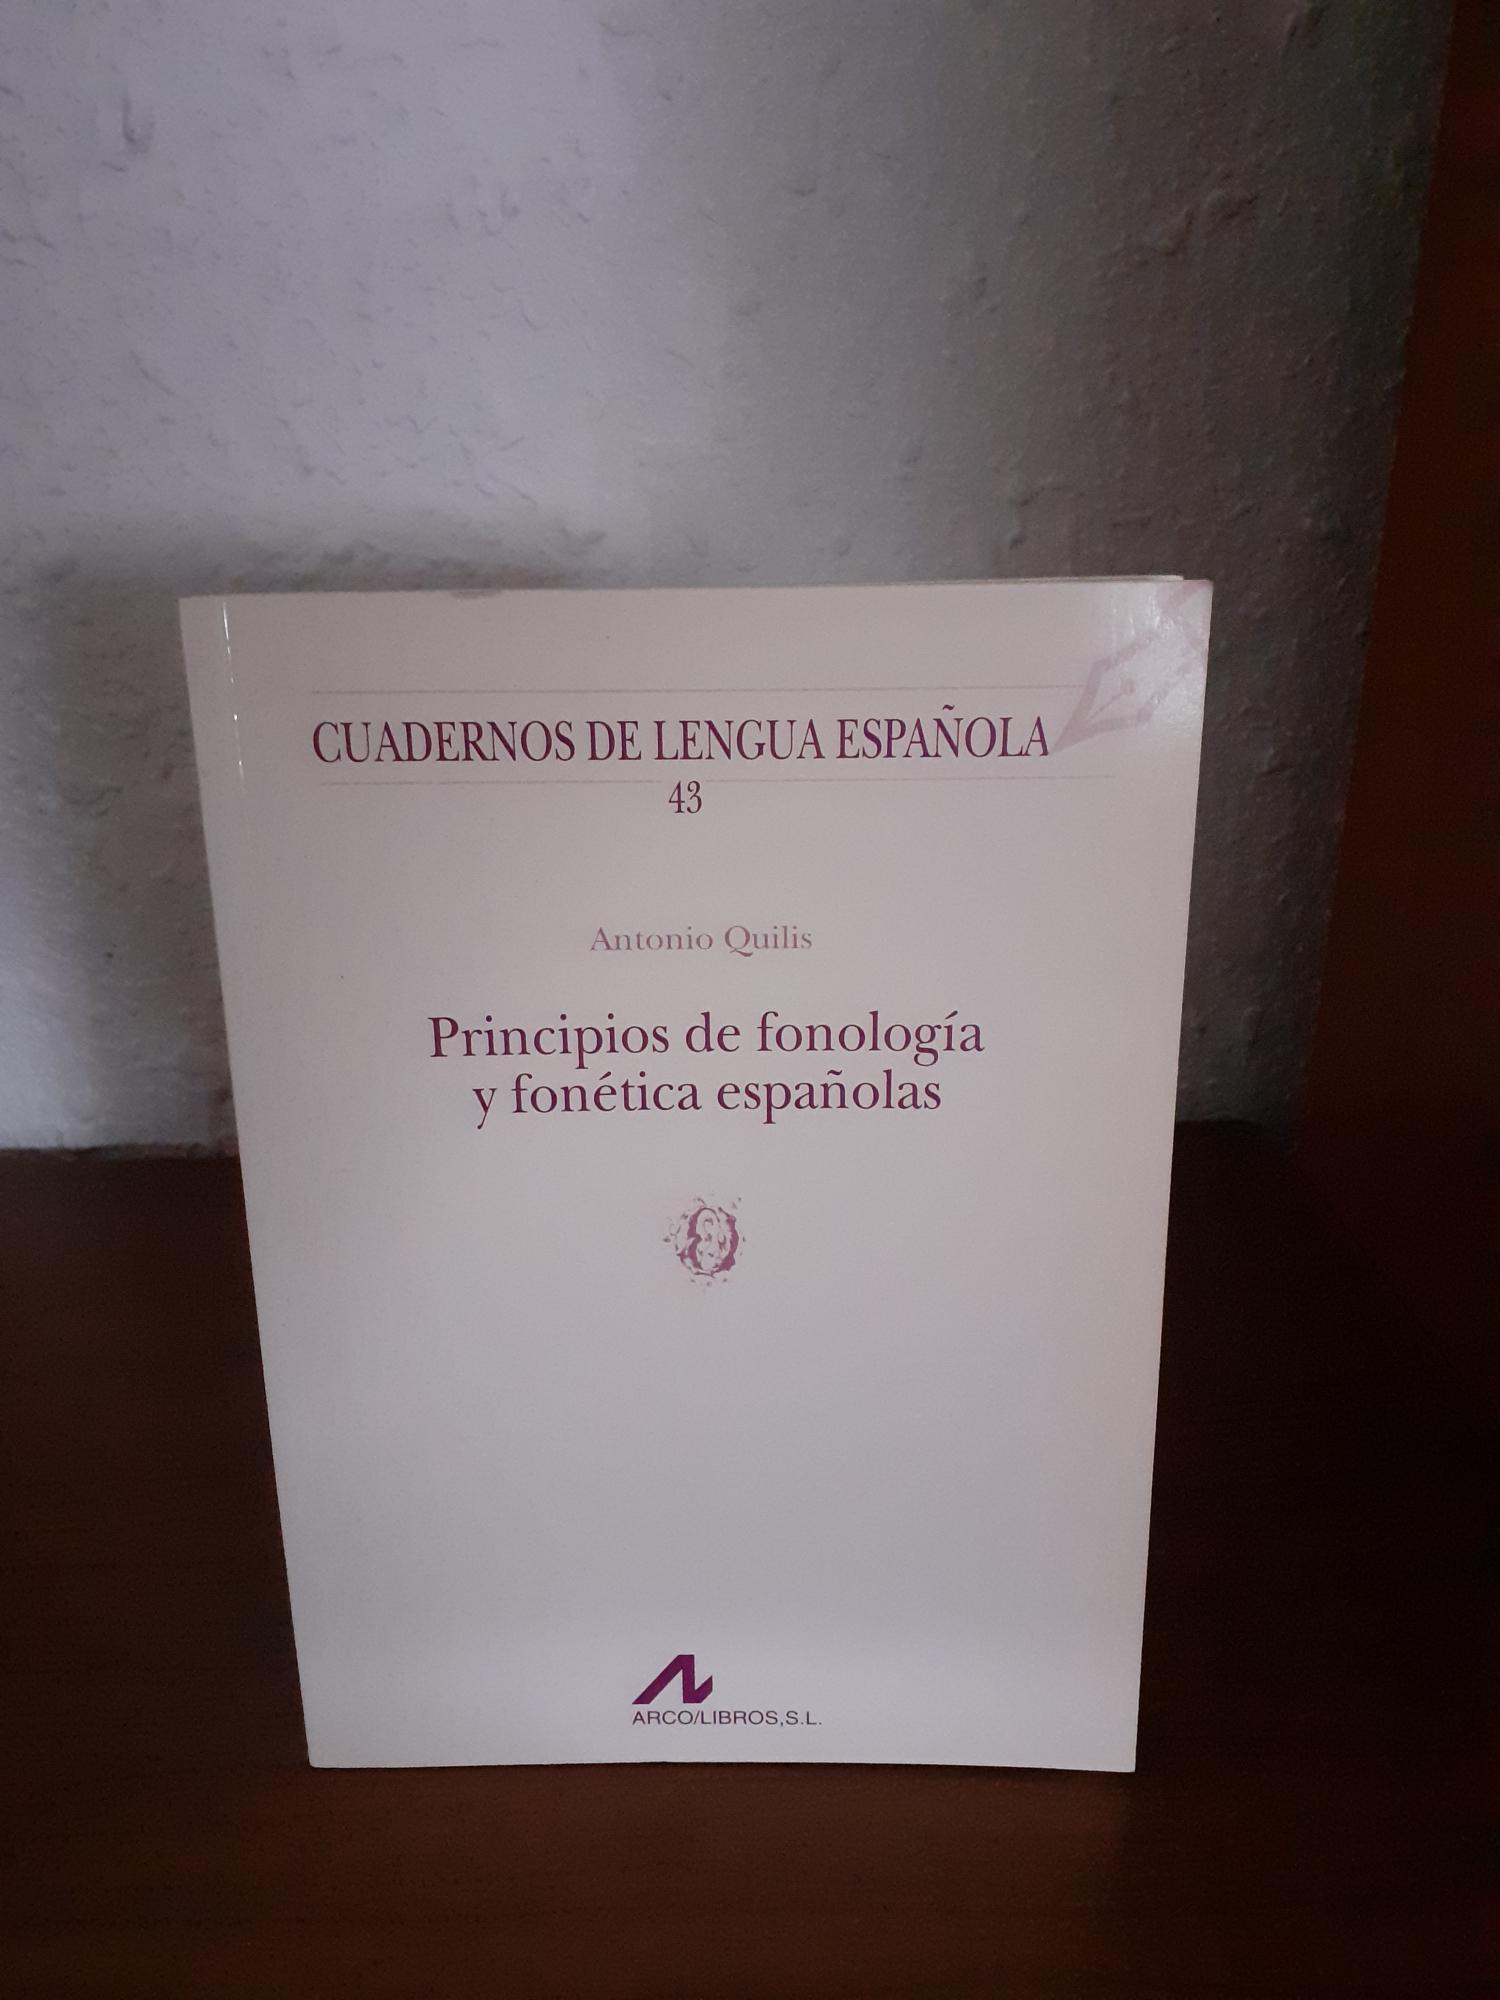 CUADERNOS DE LENGUA ESPAÑOLA
43
Antonio Quilis
Principios de fonología
y fonética españolas
ARCO/LIBROS,S.L.